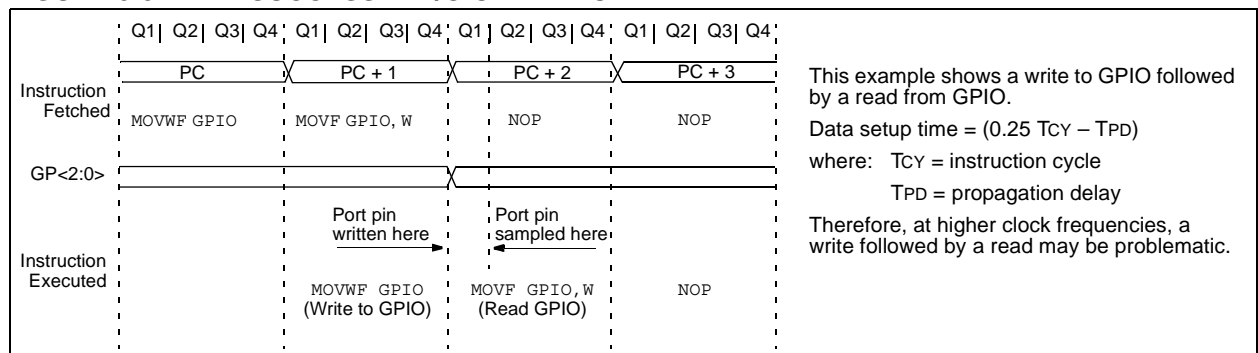 Q1| Q2| Q3| Q4 Q1| Q2| Q3| Q4 Q1| Q2| Q3| Q4 Q1| Q2| Q3| Q4
PC PC + 1 PC + 2 PC + 3
Instruction
Fetched
MOVWF GPIO MOVF GPIO, W NOP NOP
GP<2:0>
Port pin
written here
Port pin
sampled here
Instruction
Executed
MOVWF GPIO
(Write to GPIO)
MOVF GPIO,W
(Read GPIO)
NOP
This example shows a write to GPIO followed
by a read from GPIO.
Data setup time = (0.25 TCY – TPD)
where: TCY = instruction cycle
TPD = propagation delay
Therefore, at higher clock frequencies, a
write followed by a read may be problematic.